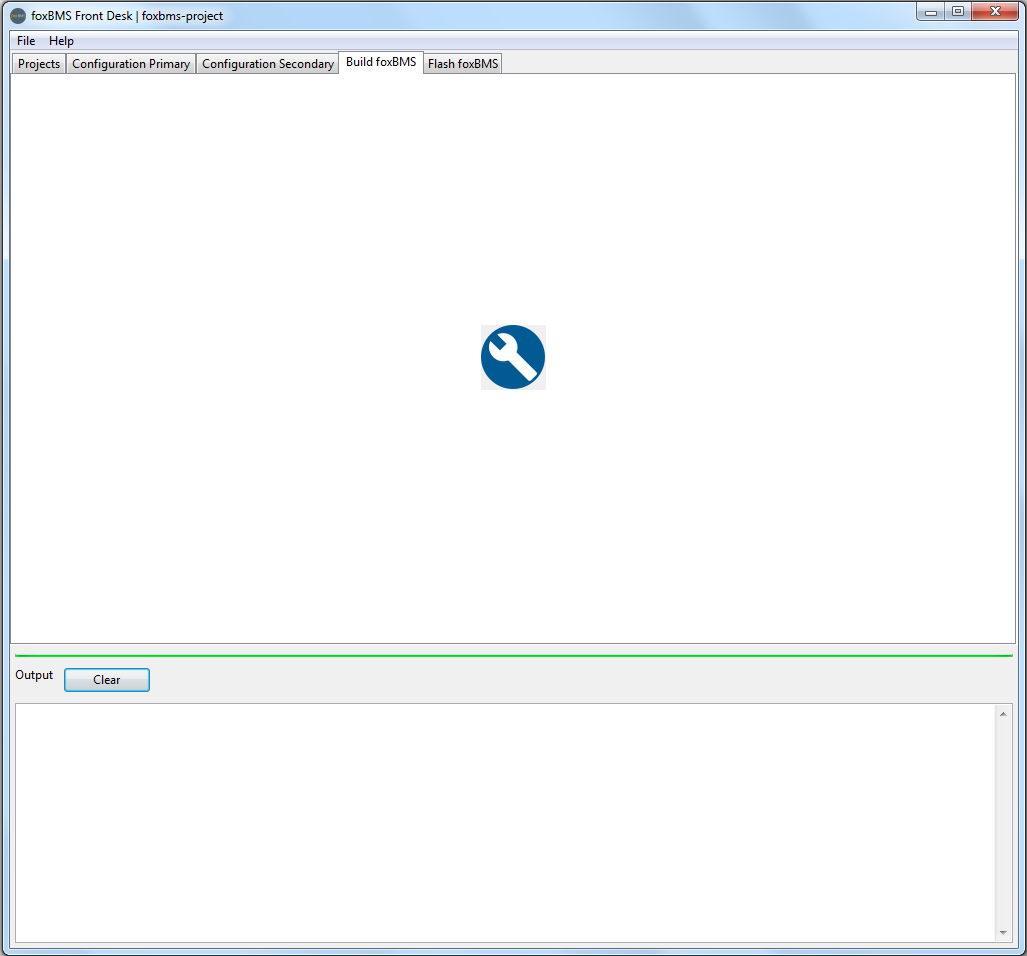 foxBMS Front Desk | foxbms-project
File Help
Projects Configuration Primary Configuration Secondary Build foxBMS Flash foxBMS
Output Clear